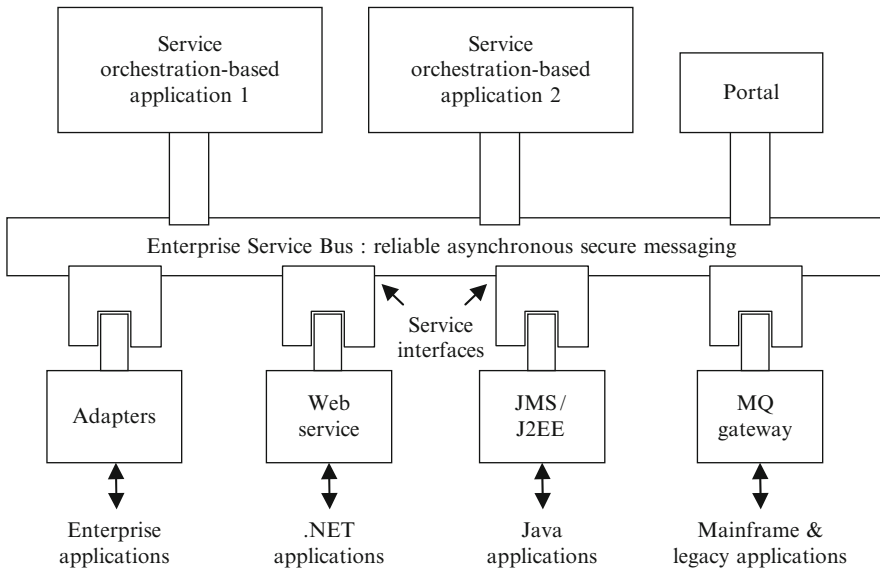 Service
orchestration-based
application 1
Service
orchestration-based
application 2
Portal
Enterprise Service Bus : reliable asynchronous secure messaging
Service
interfaces
Adapters
Web
service
JMS /
J2EE
MQ
gateway
Enterprise
applications
.NET
applications
Java
applications
Mainframe &
legacy applications